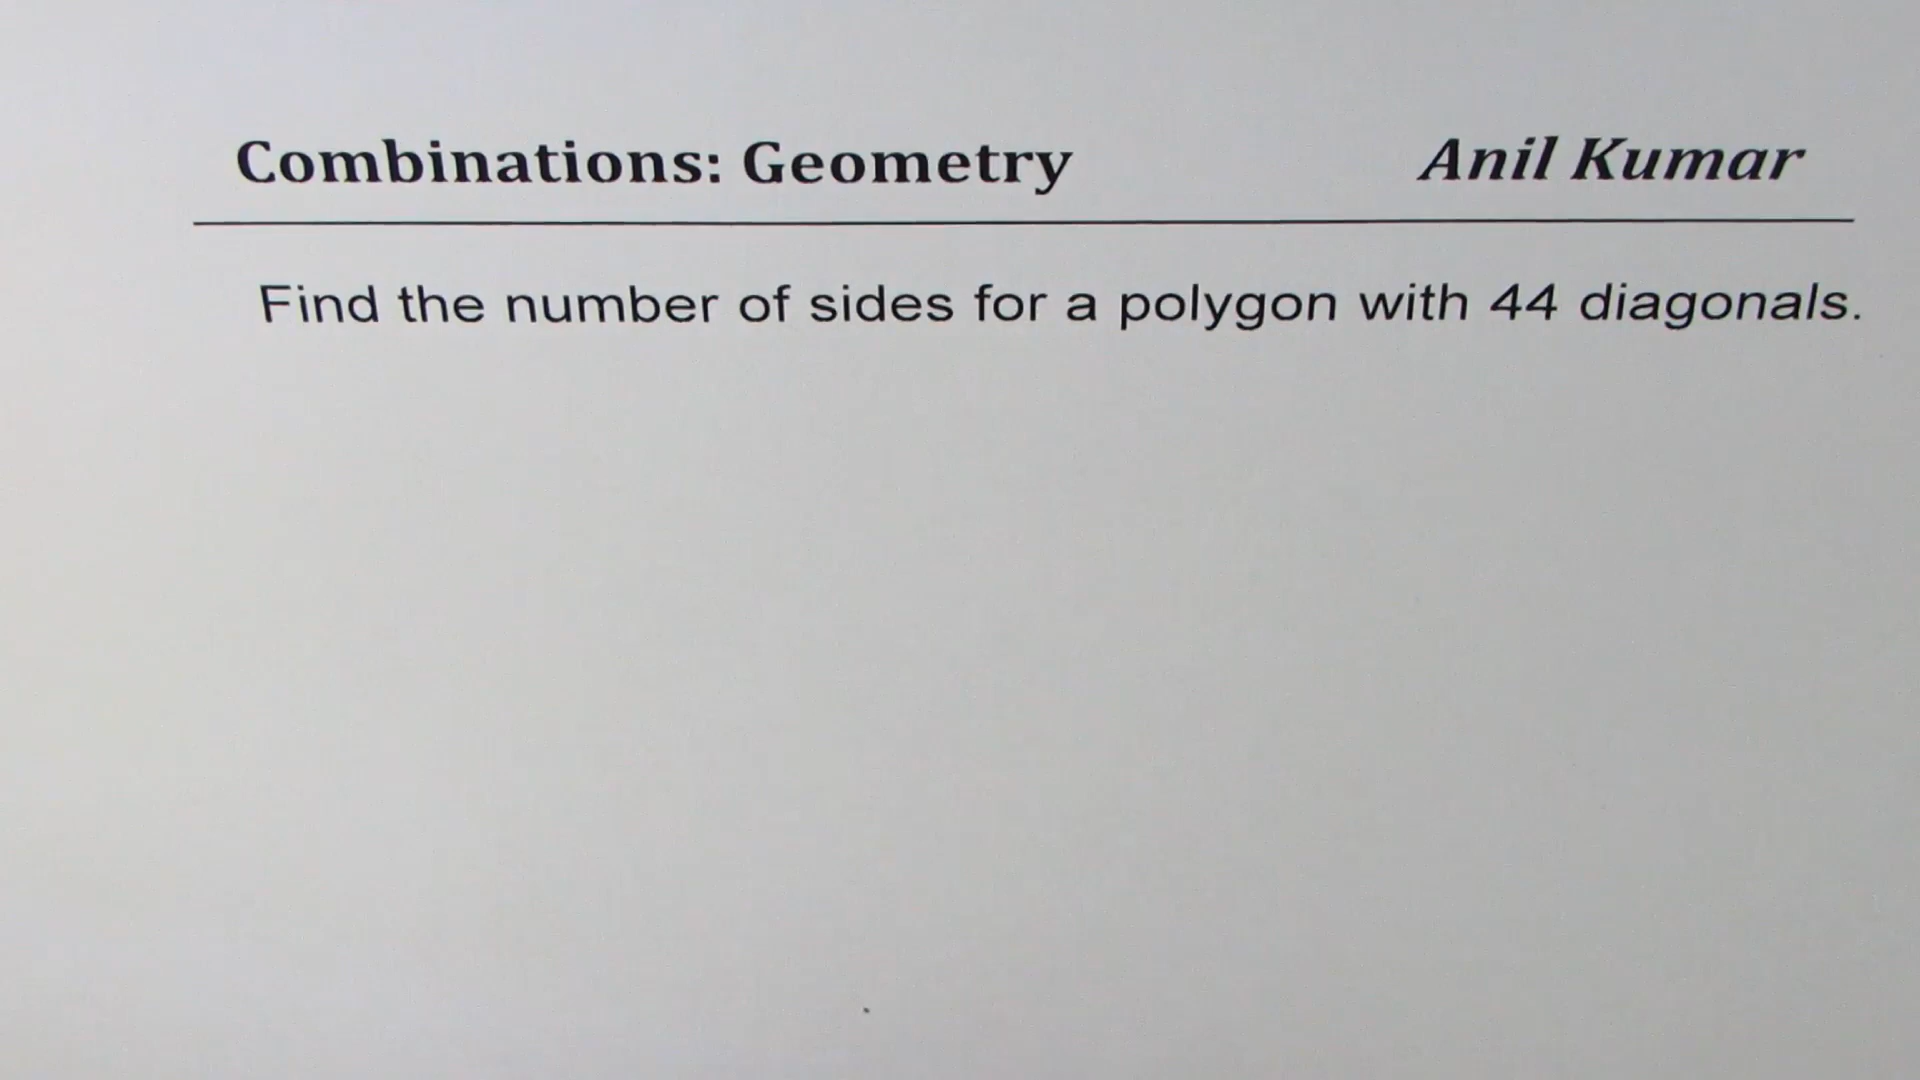 Combinations: Geometry Anil Kumar
Find the number of sides for a polygon with 44 diagonals.